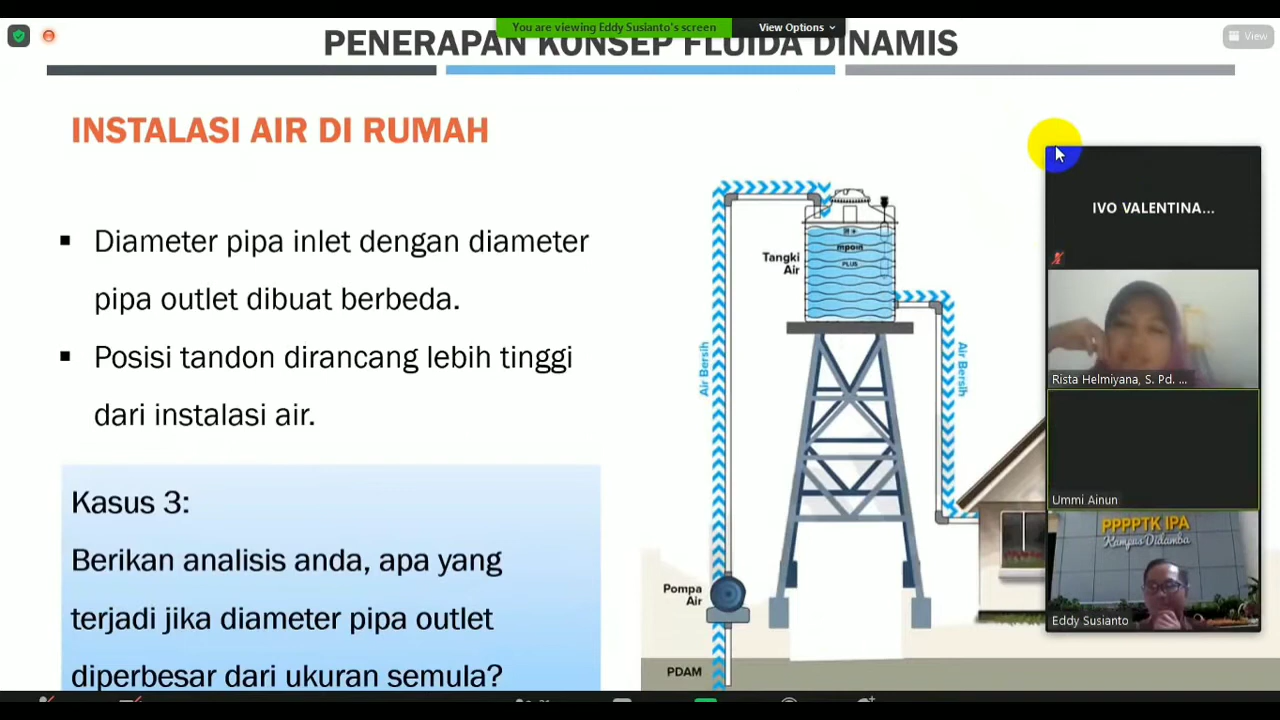 You are viewing Eddy Susianto's screen
View Options
View
PENERAPAN KONSEP FLUIDA DINAMIS
INSTALASI AIR DI RUMAH
Diameter pipa inlet dengan diameter
pipa outlet dibuat berbeda.
Posisi tandon dirancang lebih tinggi
dari instalasi air.
Kasus 3:
Berikan analisis anda, apa yang
terjadi jika diameter pipa outlet
diperbesar dari ukuran semula?
Tangki
Air
mpoin
PLUS
Air Bersih
Air Bersih
Pompa
Air
PDAM
IVO VALENTINA...
Rista Helmiyana, S. Pd. ...
Ummi Ainun
PPPPTK IPA
Kampus Didamba
Eddy Susianto